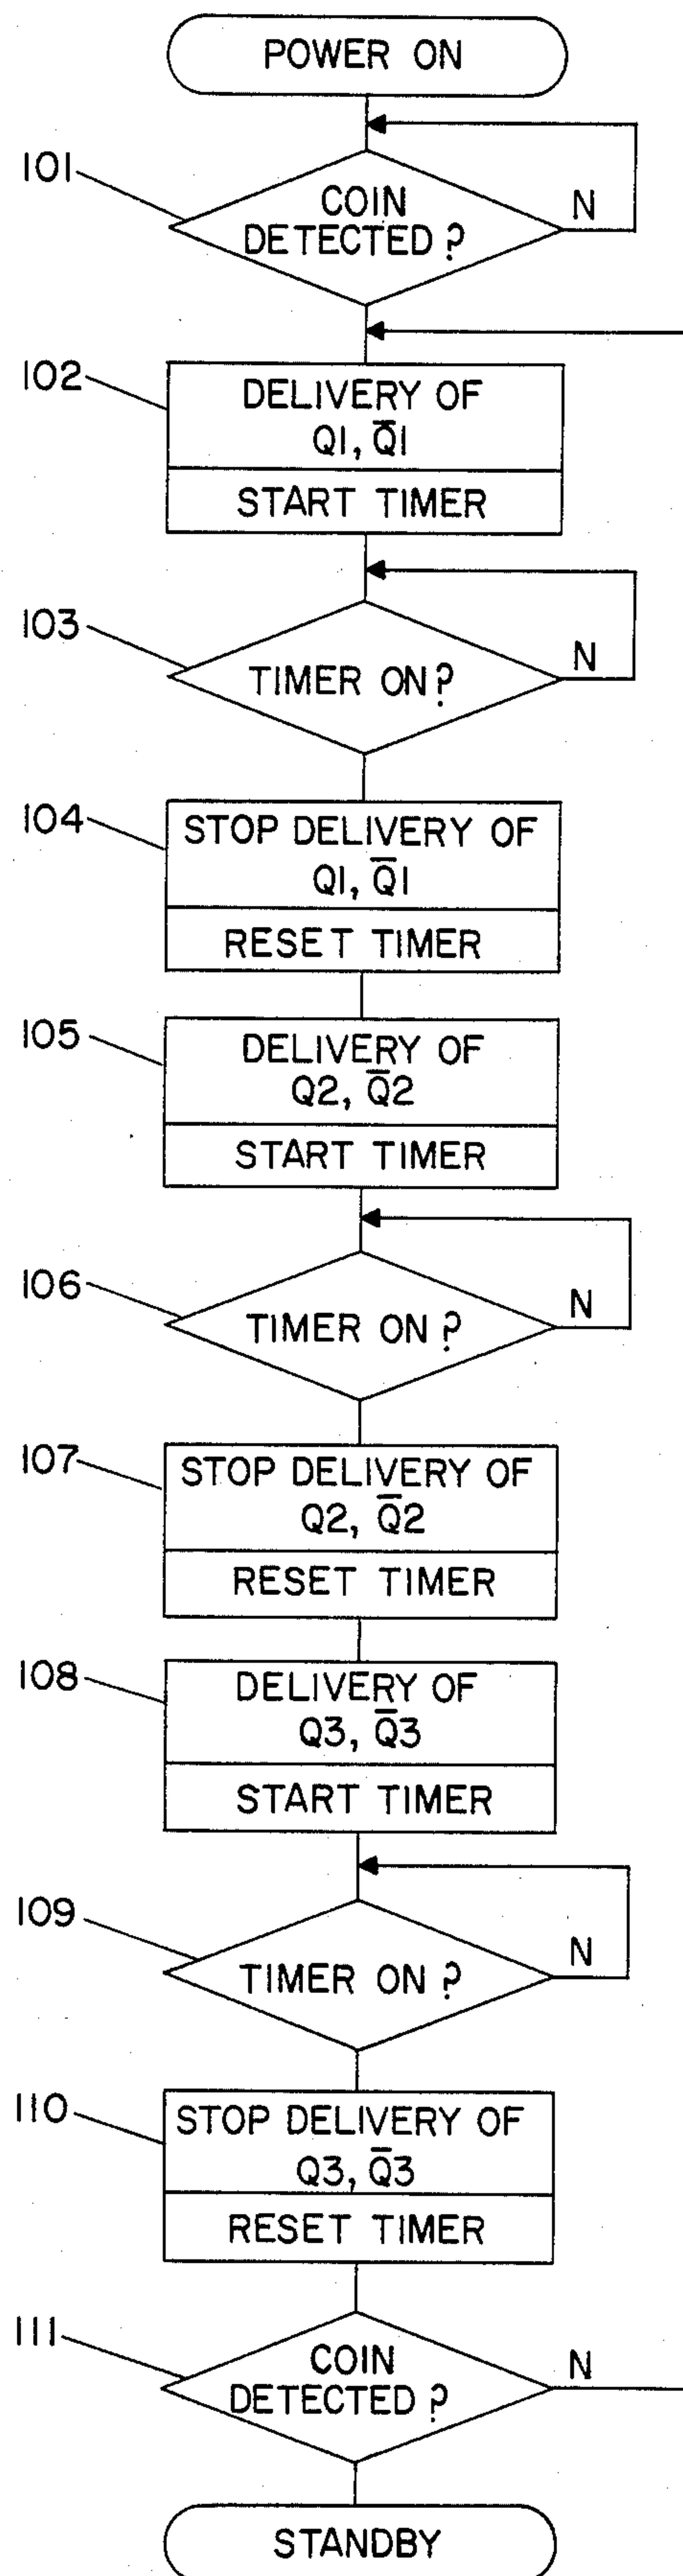 POWER ON
101
COIN
DETECTED?
N
102
DELIVERY OF
Q1, Q̅1
START TIMER
103
TIMER ON?
N
104
STOP DELIVERY OF
Q1, Q̅1
RESET TIMER
105
DELIVERY OF
Q2, Q̅2
START TIMER
106
TIMER ON?
N
107
STOP DELIVERY OF
Q2, Q̅2
RESET TIMER
108
DELIVERY OF
Q3, Q̅3
START TIMER
109
TIMER ON?
N
110
STOP DELIVERY OF
Q3, Q̅3
RESET TIMER
111
COIN
DETECTED?
N
STANDBY